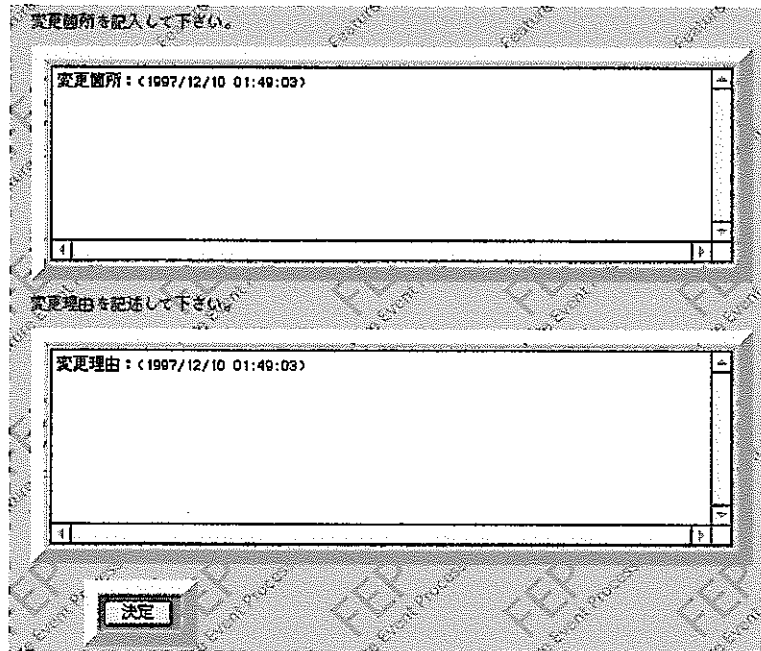 変更箇所を記入して下さい。
変更箇所：(1997/12/10 01:49:03)
変更理由を記述して下さい。
変更理由：(1997/12/10 01:49:03)
決定